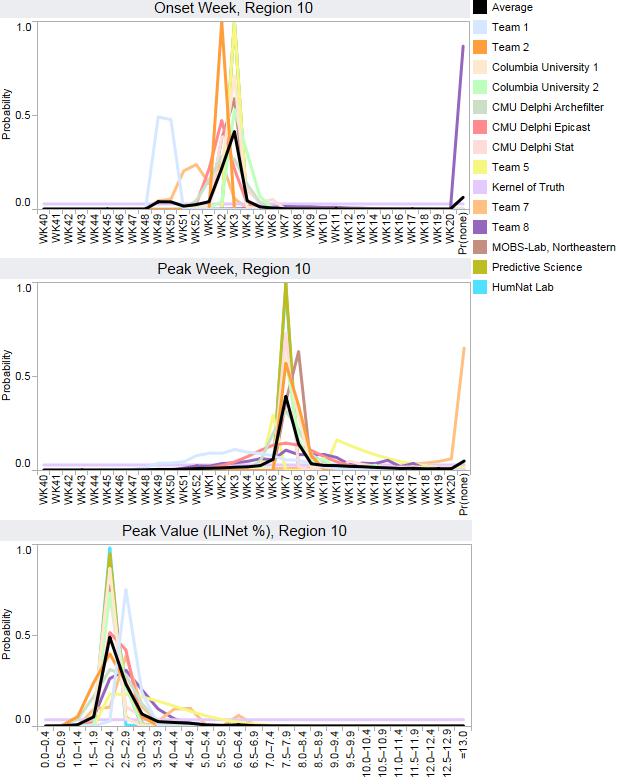 Onset Week, Region 10
1.0
0.5
0.0
Probability
WK40
WK41
WK42
WK43
WK44
WK45
WK46
WK47
WK48
WK49
WK50
WK51
WK52
WK1
WK2
WK3
WK4
WK5
WK6
WK7
WK8
WK9
WK10
WK11
WK12
WK13
WK14
WK15
WK16
WK17
WK18
WK19
WK20
Pr(none)
Average
Team 1
Team 2
Columbia University 1
Columbia University 2
CMU Delphi Archefilter
CMU Delphi Epicast
CMU Delphi Stat
Team 5
Kernel of Truth
Team 7
Team 8
MOBS-Lab, Northeastern
Predictive Science
HumNat Lab
Peak Week, Region 10
1.0
0.5
0.0
Probability
WK40
WK41
WK42
WK43
WK44
WK45
WK46
WK47
WK48
WK49
WK50
WK51
WK52
WK1
WK2
WK3
WK4
WK5
WK6
WK7
WK8
WK9
WK10
WK11
WK12
WK13
WK14
WK15
WK16
WK17
WK18
WK19
WK20
Pr(none)
Peak Value (ILINet %), Region 10
1.0
0.5
0.0
Probability
0.0–0.4
0.5–0.9
1.0–1.4
1.5–1.9
2.0–2.4
2.5–2.9
3.0–3.4
3.5–3.9
4.0–4.4
4.5–4.9
5.0–5.4
5.5–5.9
6.0–6.4
6.5–6.9
7.0–7.4
7.5–7.9
8.0–8.4
8.5–8.9
9.0–9.4
9.5–9.9
10.0–10.4
10.5–10.9
11.0–11.4
11.5–11.9
12.0–12.4
12.5–12.9
=13.0